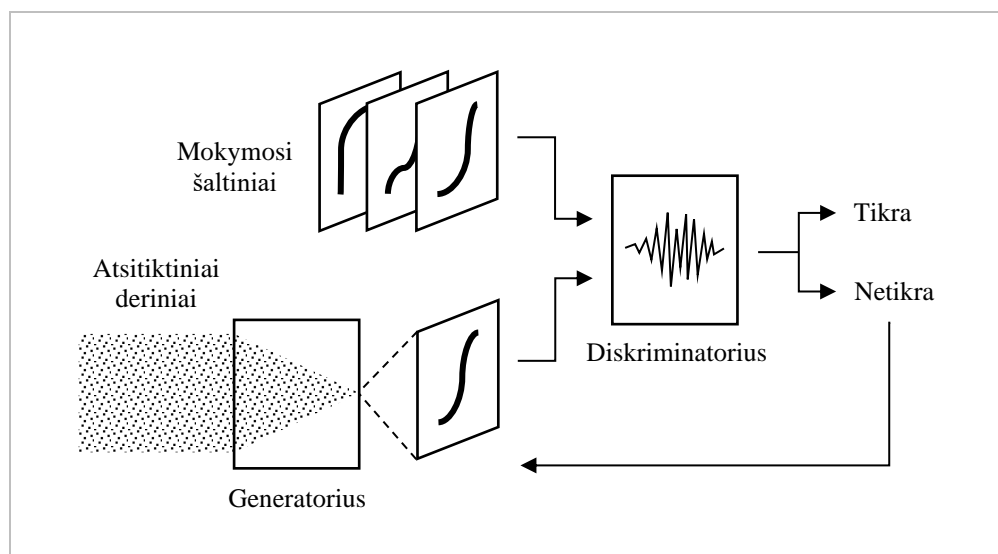 Mokymosi
šaltiniai
Atsitiktiniai
deriniai
Generatorius
Diskriminatorius
Tikra
Netikra